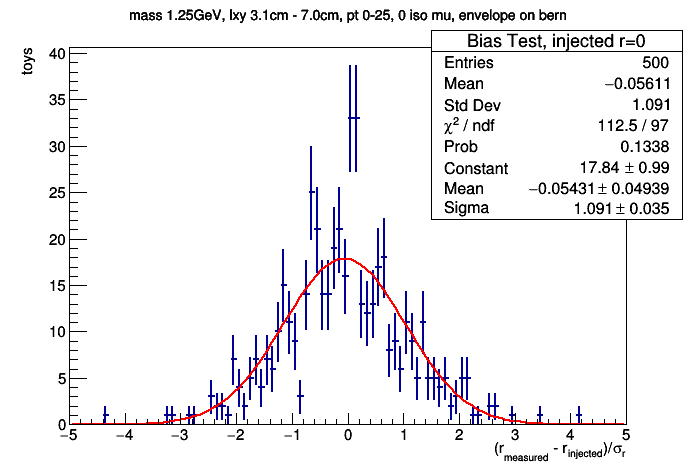 mass 1.25GeV, lxy 3.1cm - 7.0cm, pt 0-25, 0 iso mu, envelope on bern
Bias Test, injected r=0
Entries 500
Mean −0.05611
Std Dev 1.091
χ² / ndf 112.5 / 97
Prob 0.1338
Constant 17.84 ± 0.99
Mean −0.05431 ± 0.04939
Sigma 1.091 ± 0.035
toys
40
35
30
25
20
15
10
5
0
−5 −4 −3 −2 −1 0 1 2 3 4 5
(r_measured - r_injected)/σ_r